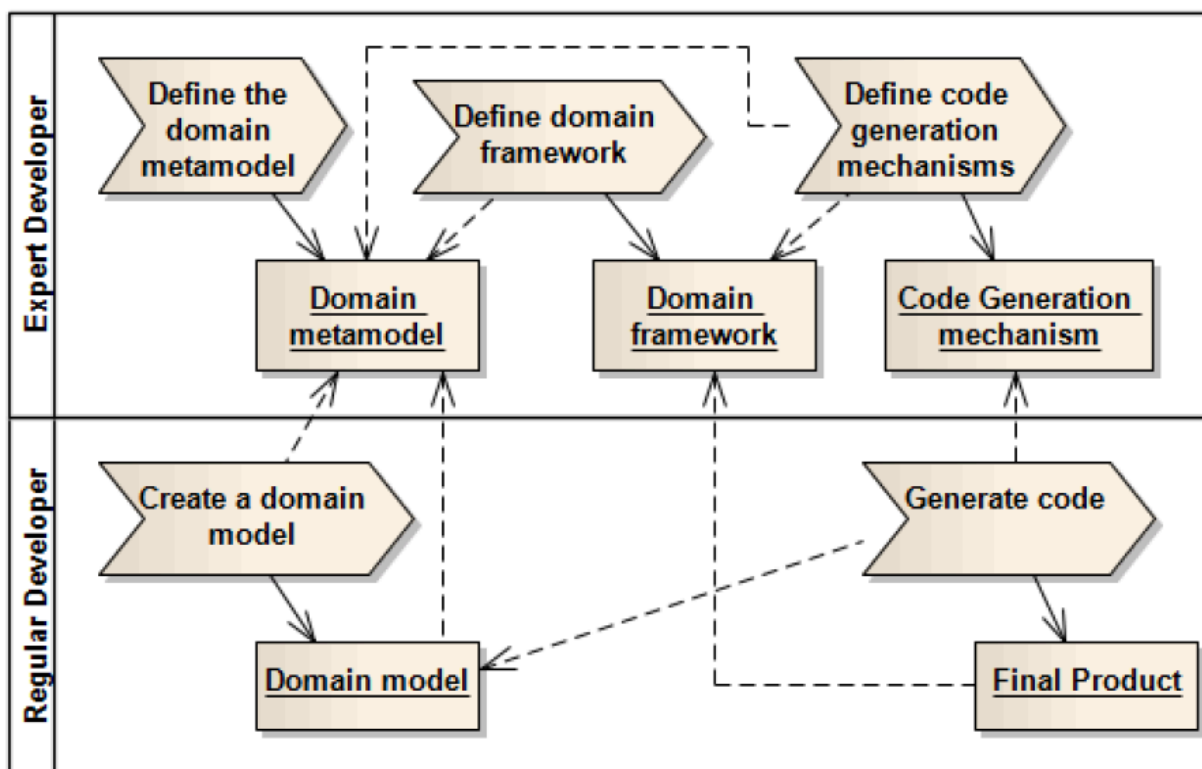 Expert Developer
Define the
domain
metamodel
Define domain
framework
Define code
generation
mechanisms
Domain
metamodel
Domain
framework
Code Generation
mechanism
Regular Developer
Create a domain
model
Generate code
Domain model
Final Product